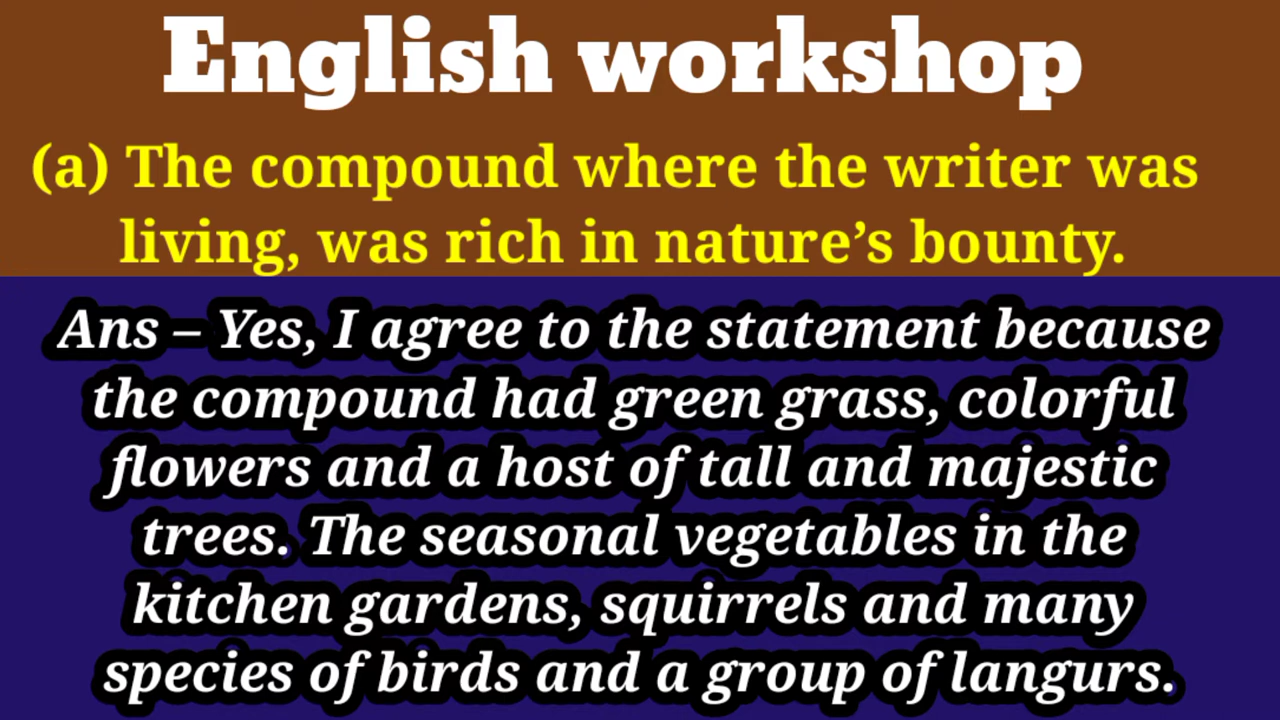 English workshop
(a) The compound where the writer was
living, was rich in nature’s bounty.
Ans – Yes, I agree to the statement because
the compound had green grass, colorful
flowers and a host of tall and majestic
trees. The seasonal vegetables in the
kitchen gardens, squirrels and many
species of birds and a group of langurs.